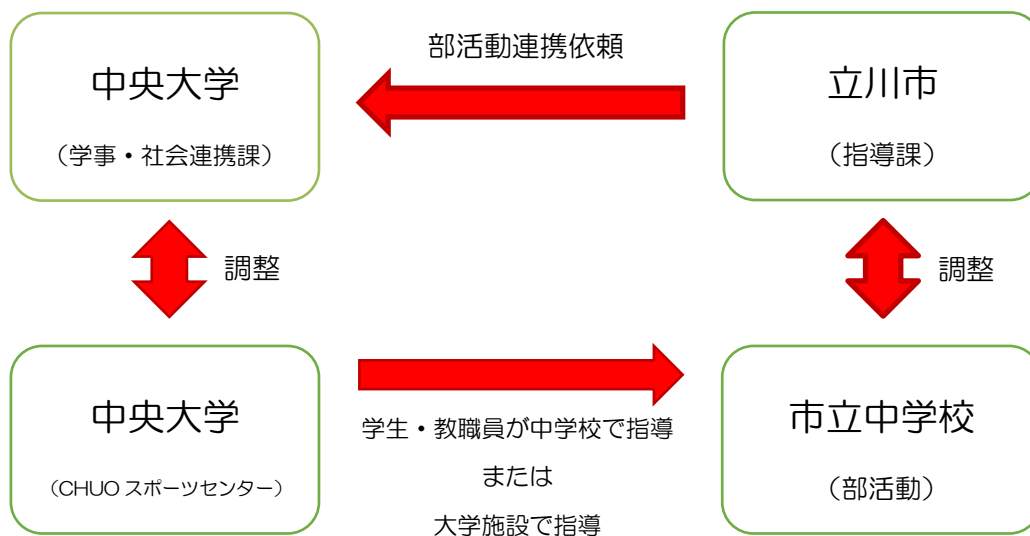 部活動連携依頼
中央大学
（学事・社会連携課）
立川市
（指導課）
調整
調整
中央大学
（CHUO スポーツセンター）
学生・教職員が中学校で指導
または
大学施設で指導
市立中学校
（部活動）